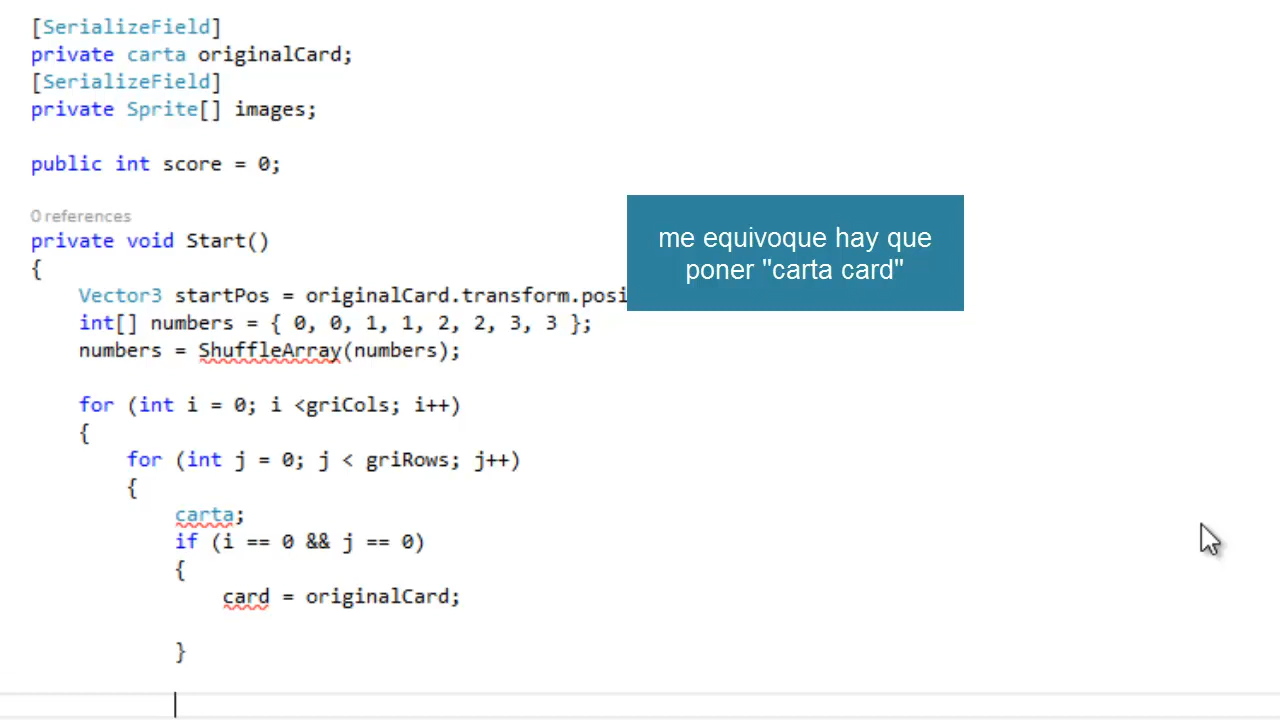 [SerializeField]
private carta originalCard;
[SerializeField]
private Sprite[] images;
public int score = 0;
0 references
private void Start()
{
Vector3 startPos = originalCard.transform.posi
int[] numbers = { 0, 0, 1, 1, 2, 2, 3, 3 };
numbers = ShuffleArray(numbers);
for (int i = 0; i <griCols; i++)
{
for (int j = 0; j < griRows; j++)
{
carta;
if (i == 0 && j == 0)
{
card = originalCard;
}
me equivoque hay que
poner "carta card"